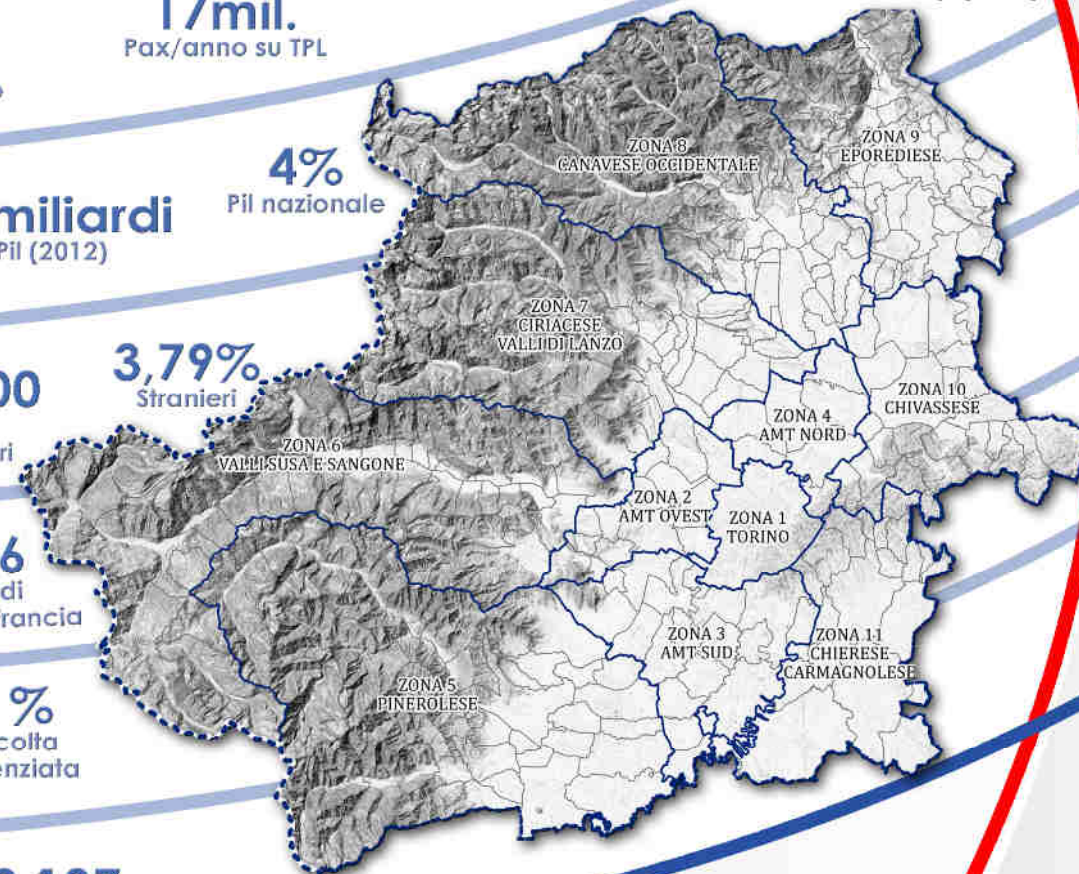 17mil.
Pax/anno su TPL
4%
Pil nazionale
miliardi
Pil (2012)
3,79%
Stranieri
00
ri
6
di
rancia
%
colta
enziata
ZONA 8
CANAVESE OCCIDENTALE
ZONA 9
EPOREDIESE
ZONA 7
CIRIACESE
VALLI DI LANZO
ZONA 10
CHIVASSESE
ZONA 4
AMT NORD
ZONA 6
VALLI SUSA E SANGONE
ZONA 2
AMT OVEST
ZONA 1
TORINO
ZONA 3
AMT SUD
ZONA 11
CHIERESE
CARMAGNOLESE
ZONA 5
PINEROLESE